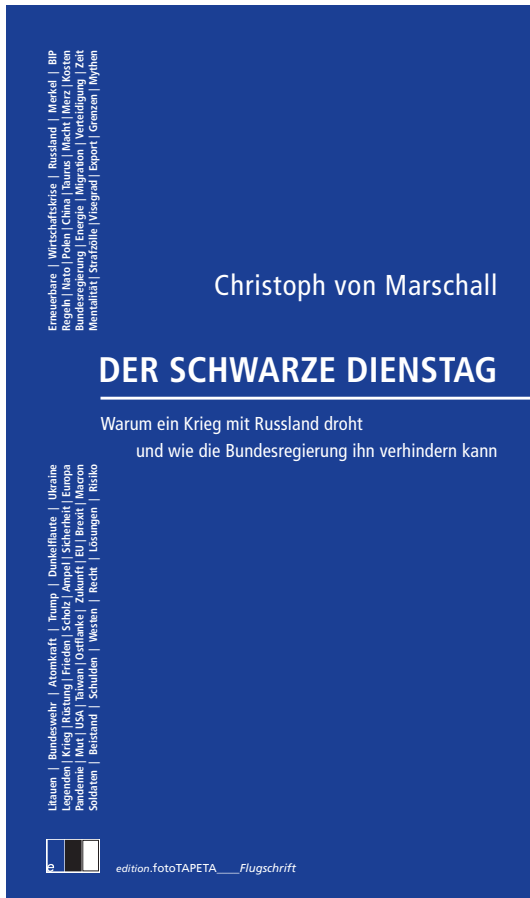 Erneuerbare | Wirtschaftskrise | Russland | Merkel | BIP
Regeln | Nato | Polen | China | Taurus | Macht | Merz | Kosten
Bundesregierung | Energie | Migration | Verteidigung | Zeit
Mentalität | Strafzölle | Visegrad | Export | Grenzen | Mythen
Christoph von Marschall
DER SCHWARZE DIENSTAG
Warum ein Krieg mit Russland droht
und wie die Bundesregierung ihn verhindern kann
Litauen | Bundeswehr | Atomkraft | Trump | Dunkelflaute | Ukraine
Legenden | Krieg | Rüstung | Frieden | Scholz | Ampel | Sicherheit | Europa
Pandemie | Mut | USA | Taiwan | Ostflanke | Zukunft | EU | Brexit | Macron
Soldaten | Beistand | Schulden | Westen | Recht | Lösungen | Risiko
edition.fotoTAPETA____Flugschrift